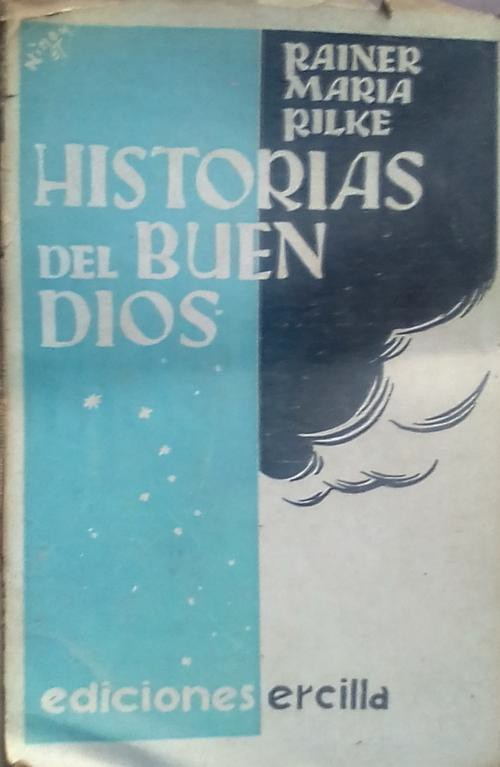 RAINER
MARIA
RILKE
HISTORIAS
DEL BUEN
DIOS
ediciones ercilla